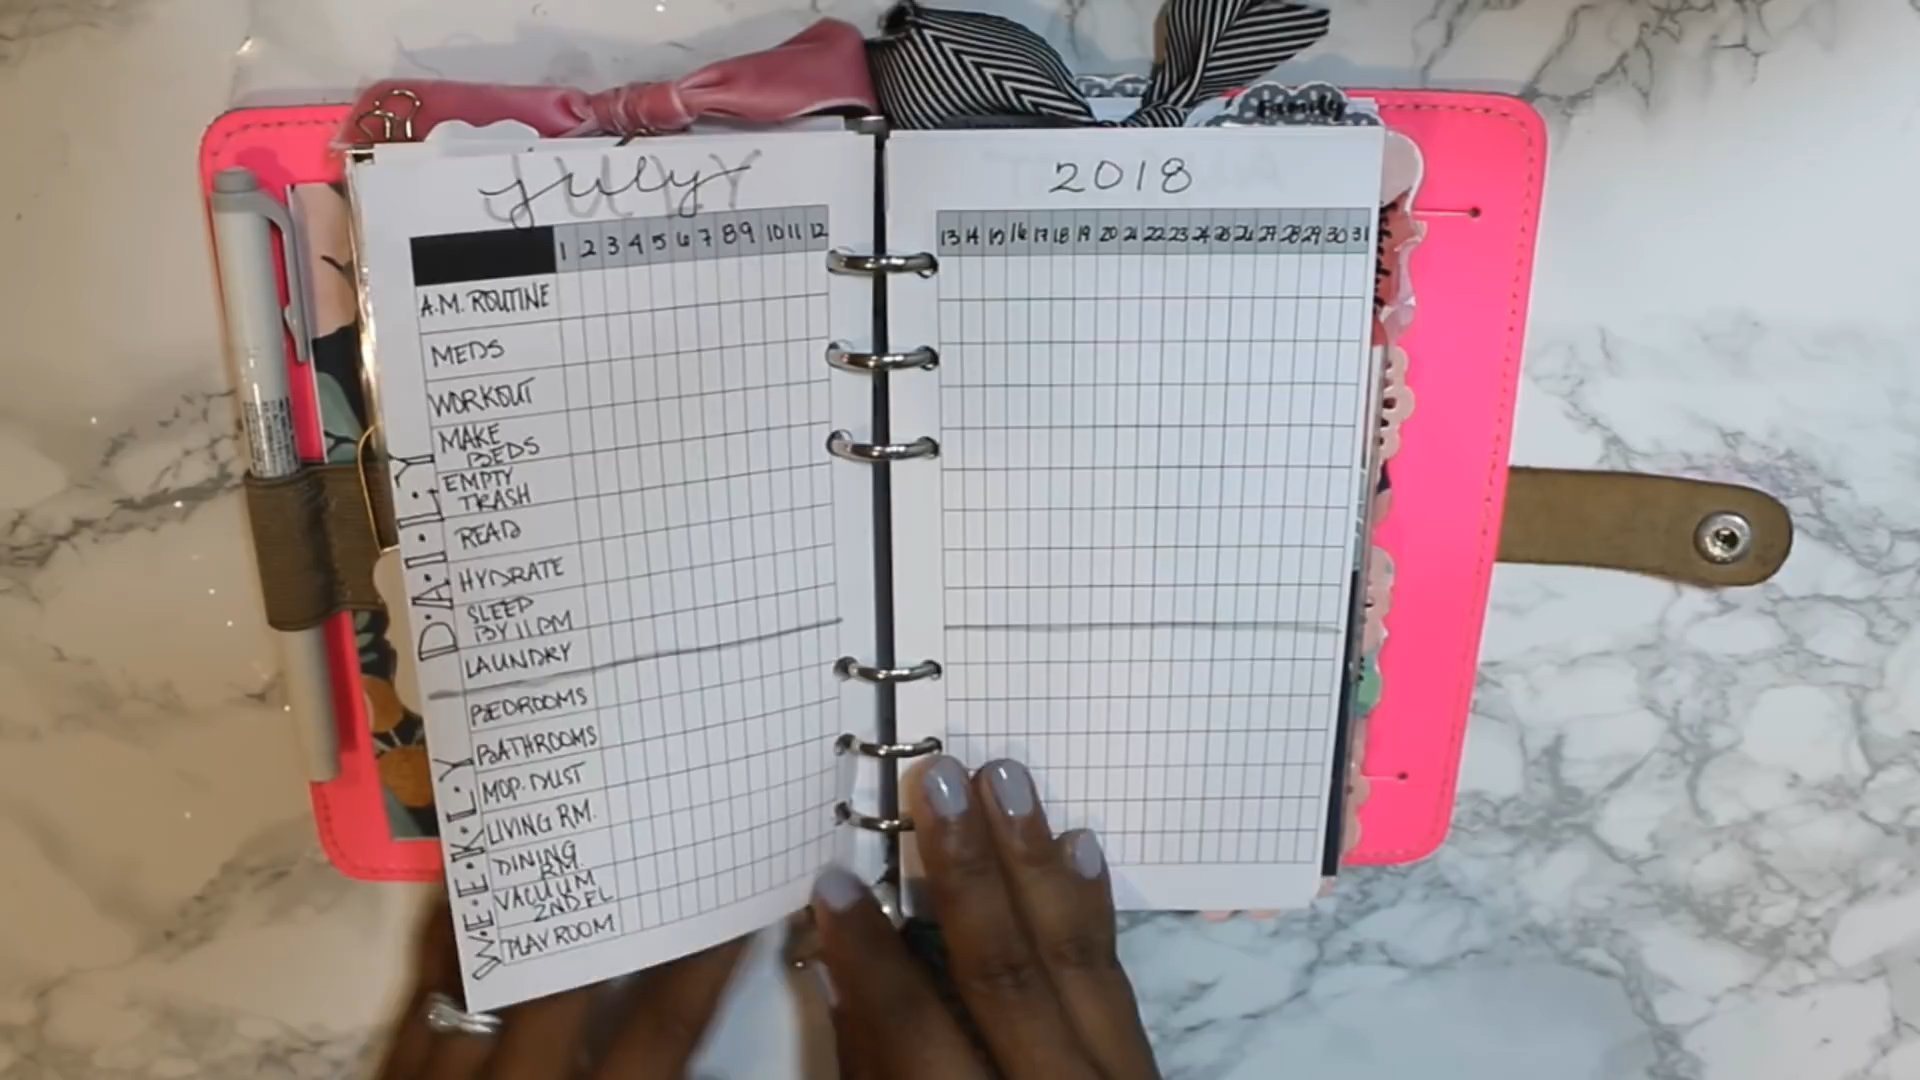 Family
July
2018
1 2 3 4 5 6 7 8 9 10 11 12
13 14 15 16 17 18 19 20 21 22 23 24 25 26 27 28 29 30 31
D·A·I·L·Y
A.M. ROUTINE
MEDS
WORKOUT
MAKE
BEDS
EMPTY
TRASH
READ
HYDRATE
SLEEP
BY 11 PM
LAUNDRY
W·E·E·K·L·Y
BEDROOMS
BATHROOMS
MOP·DUST
LIVING RM.
DINING
RM.
VACUUM
2ND FL
PLAYROOM